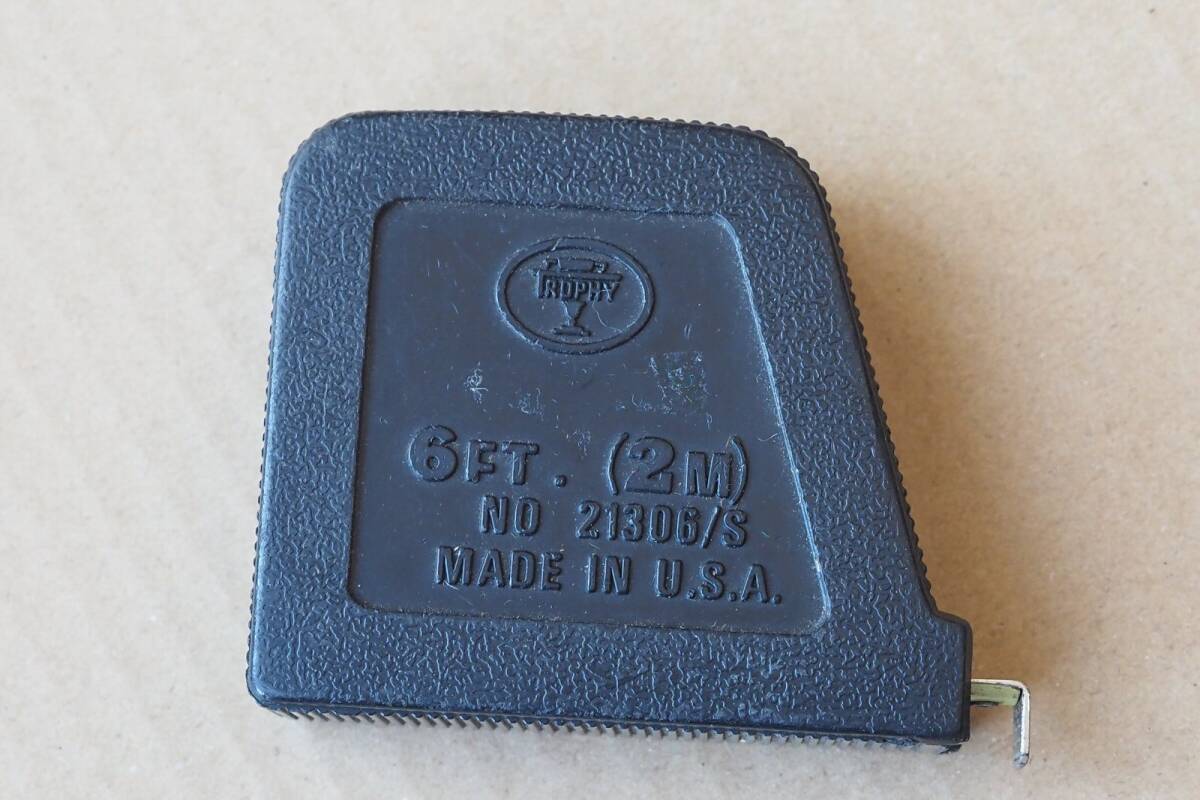 TROPHY
6FT. (2M)
NO 21306/S
MADE IN U.S.A.